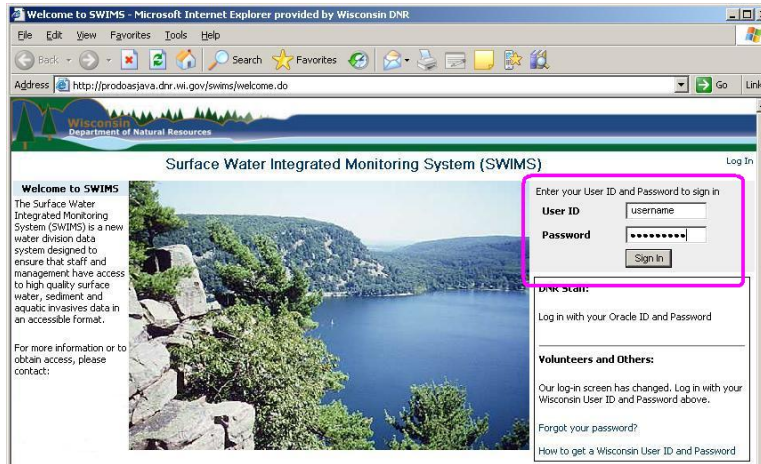 Welcome to SWIMS - Microsoft Internet Explorer provided by Wisconsin DNR
File Edit View Favorites Tools Help
Back Search Favorites
Address http://prodoasjava.dnr.wi.gov/swims/welcome.do Go Link
Wisconsin
Department of Natural Resources
Surface Water Integrated Monitoring System (SWIMS)
Log In
Welcome to SWIMS
The Surface Water
Integrated Monitoring
System (SWIMS) is a new
water division data
system designed to
ensure that staff and
management have access
to high quality surface
water, sediment and
aquatic invasives data in
an accessible format.
For more information or to
obtain access, please
contact:
Enter your User ID and Password to sign in
User ID username
Password •••••••••
Sign In
DNR Staff:
Log in with your Oracle ID and Password
Volunteers and Others:
Our log-in screen has changed. Log in with your
Wisconsin User ID and Password above.
Forgot your password?
How to get a Wisconsin User ID and Password